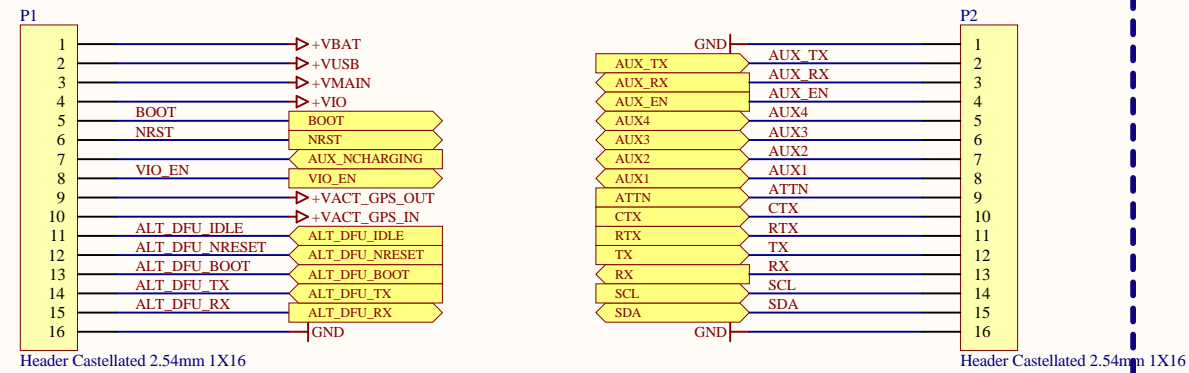 P1
1 +VBAT
2 +VUSB
3 +VMAIN
4 +VIO
5 BOOT BOOT
6 NRST NRST
7 AUX_NCHARGING
8 VIO_EN VIO_EN
9 +VACT_GPS_OUT
10 +VACT_GPS_IN
11 ALT_DFU_IDLE ALT_DFU_IDLE
12 ALT_DFU_NRESET ALT_DFU_NRESET
13 ALT_DFU_BOOT ALT_DFU_BOOT
14 ALT_DFU_TX ALT_DFU_TX
15 ALT_DFU_RX ALT_DFU_RX
16 GND
Header Castellated 2.54mm 1X16
P2
GND 1
AUX_TX AUX_TX 2
AUX_RX AUX_RX 3
AUX_EN AUX_EN 4
AUX4 AUX4 5
AUX3 AUX3 6
AUX2 AUX2 7
AUX1 AUX1 8
ATTN ATTN 9
CTX CTX 10
RTX RTX 11
TX TX 12
RX RX 13
SCL SCL 14
SDA SDA 15
GND 16
Header Castellated 2.54mm 1X16